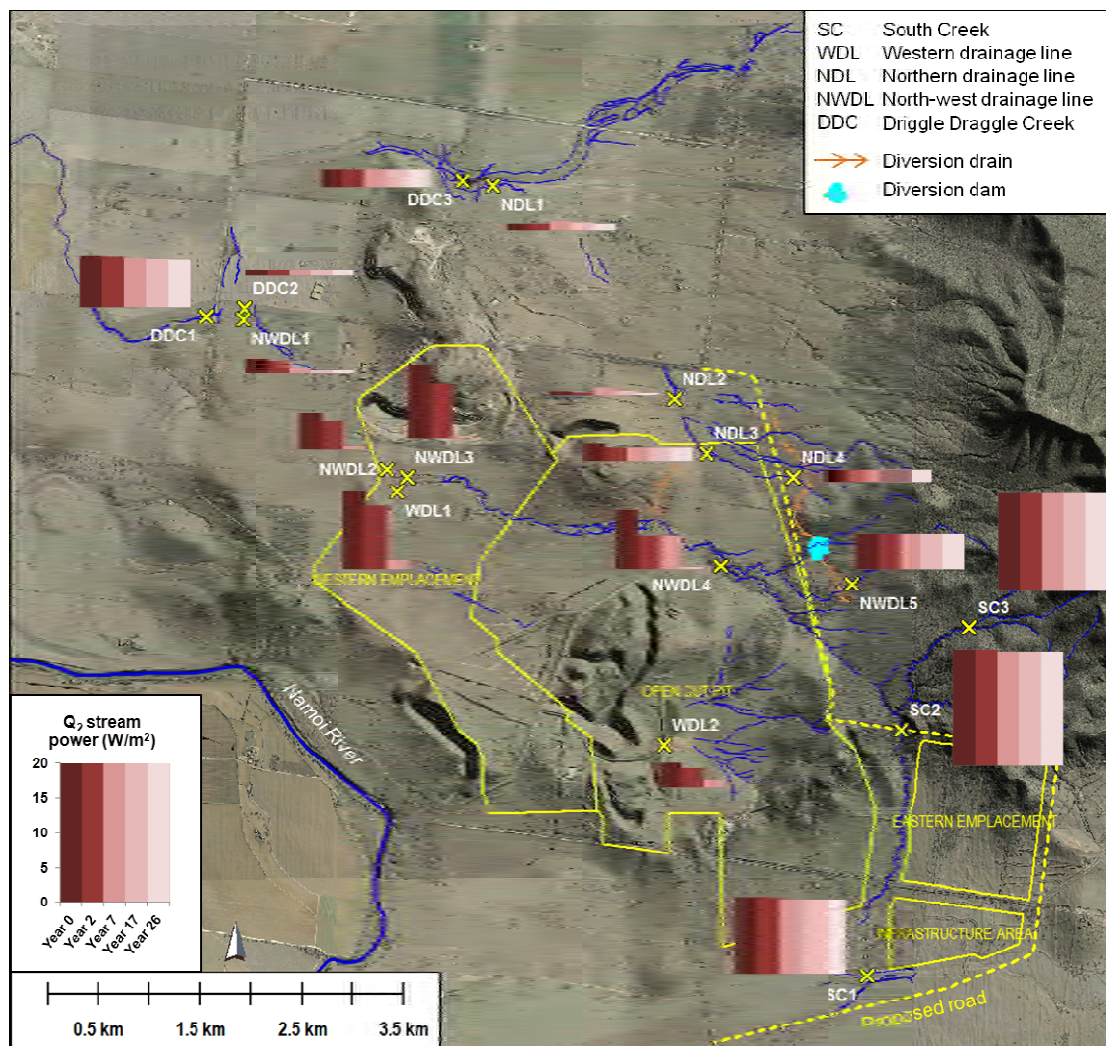 SC South Creek
WDL Western drainage line
NDL Northern drainage line
NWDL North-west drainage line
DDC Driggle Draggle Creek
Diversion drain
Diversion dam
DDC3
NDL1
DDC2
DDC1
NWDL1
NDL2
NWDL3
NDL3
NWDL2
NDL4
WDL1
WESTERN EMPLACEMENT
NWDL4
NWDL5
SC3
OPEN CUT PIT
SC2
WDL2
Namoi River
Q2 stream
power (W/m²)
20
15
10
5
0
Year 0
Year 2
Year 7
Year 17
Year 26
EASTERN EMPLACEMENT
INFRASTRUCTURE AREA
SC1
Proposed road
0.5 km 1.5 km 2.5 km 3.5 km